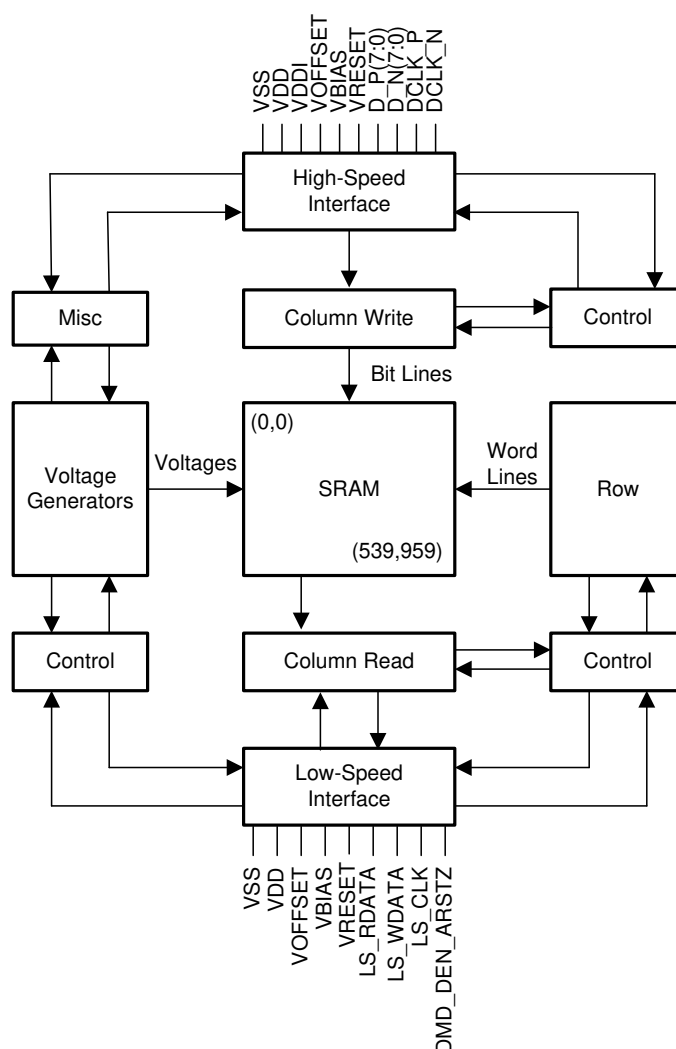 VSS
VDD
VDDI
VOFFSET
VBIAS
VRESET
D_P(7:0)
D_N(7:0)
DCLK_P
DCLK_N
High-Speed
Interface
Misc
Column Write
Control
Bit Lines
(0,0)
Voltage
Generators
Voltages
SRAM
Word
Lines
Row
(539,959)
Control
Column Read
Control
Low-Speed
Interface
VSS
VDD
VOFFSET
VBIAS
VRESET
LS_RDATA
LS_WDATA
LS_CLK
DMD_DEN_ARSTZ